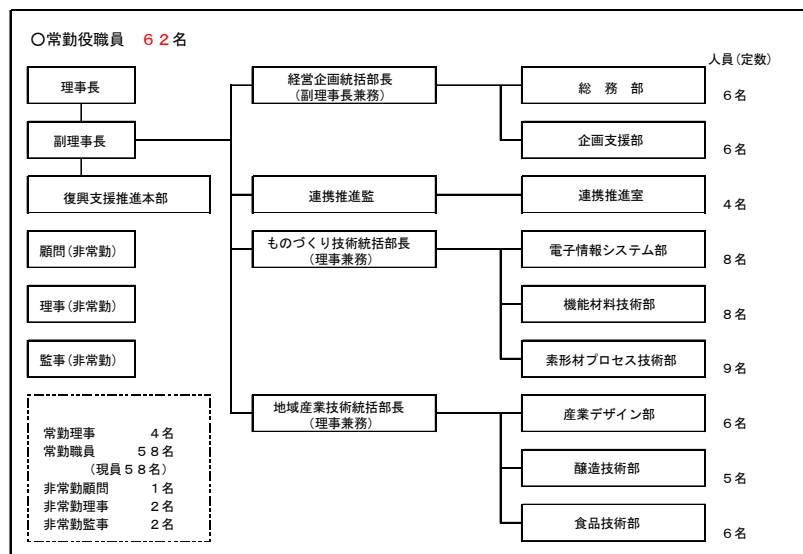 〇常勤役職員　６２名
人員(定数)
理事長
経営企画統括部長
(副理事長兼務)
総　務　部
６名
副理事長
企画支援部
６名
復興支援推進本部
連携推進監
連携推進室
４名
顧問(非常勤)
ものづくり技術統括部長
(理事兼務)
電子情報システム部
８名
理事(非常勤)
機能材料技術部
８名
監事(非常勤)
素形材プロセス技術部
９名
地域産業技術統括部長
(理事兼務)
産業デザイン部
６名
醸造技術部
５名
食品技術部
６名
常勤理事　４名
常勤職員　５８名
(現員５８名)
非常勤顧問　１名
非常勤理事　２名
非常勤監事　２名